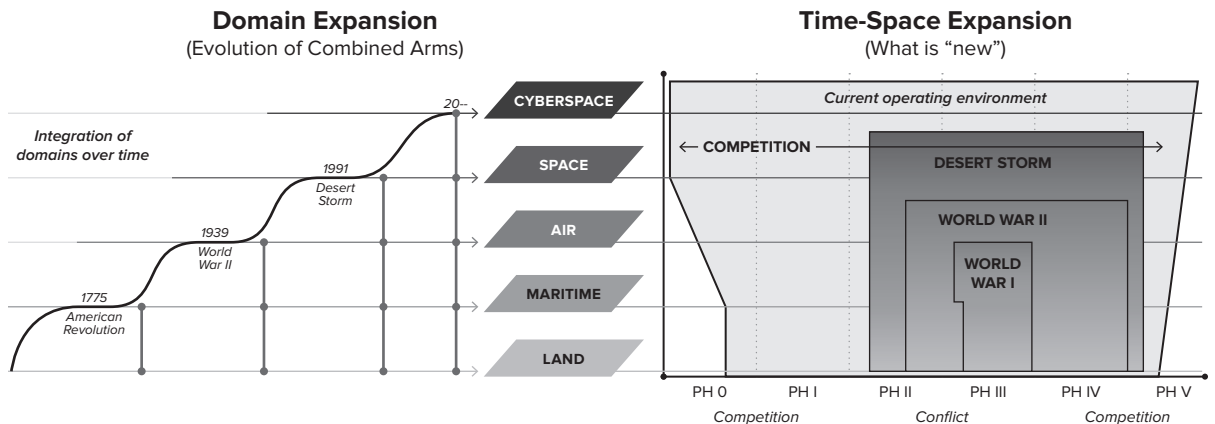 Domain Expansion
(Evolution of Combined Arms)
Integration of
domains over time
20--
1991
Desert
Storm
1939
World
War II
1775
American
Revolution
CYBERSPACE
SPACE
AIR
MARITIME
LAND
Time-Space Expansion
(What is “new”)
Current operating environment
COMPETITION
DESERT STORM
WORLD WAR II
WORLD
WAR I
PH 0 PH I PH II PH III PH IV PH V
Competition Conflict Competition